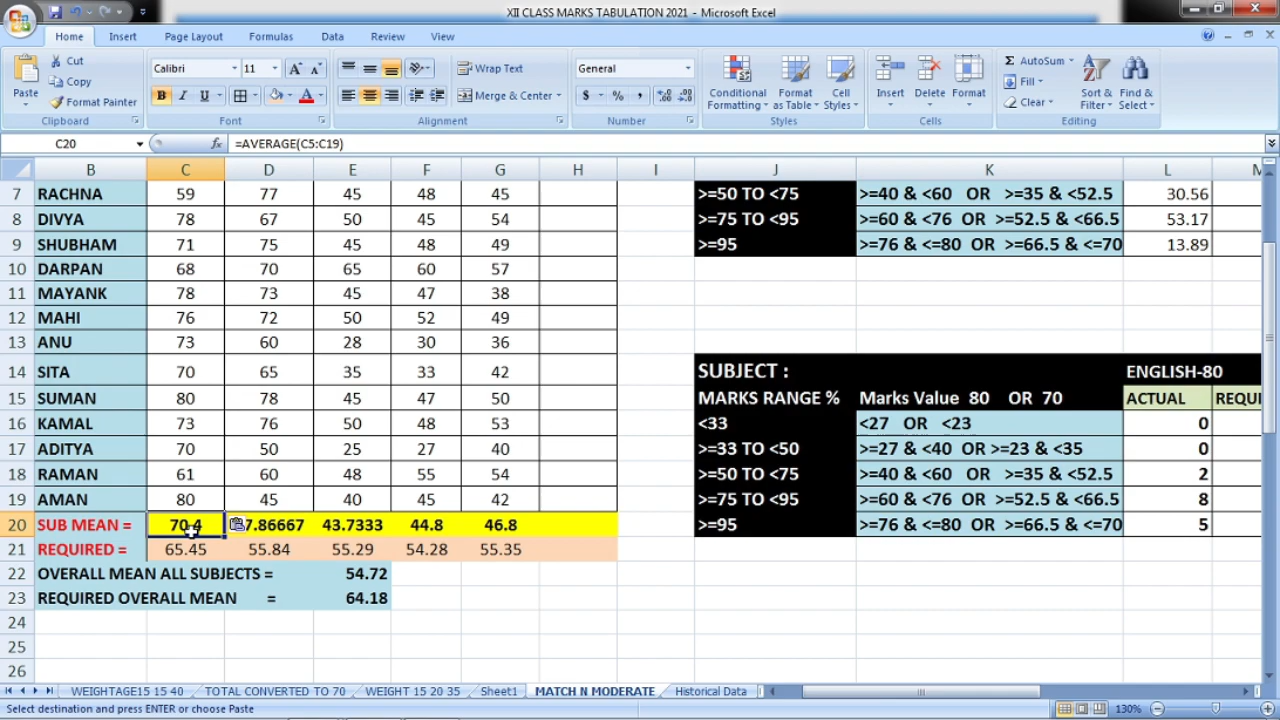 XII CLASS MARKS TABULATION 2021 - Microsoft Excel
Home Insert Page Layout Formulas Data Review View
Paste Cut Copy Format Painter Clipboard
Calibri 11 A A B I U A Font
Wrap Text Merge & Center Alignment
General $ % , Number
Conditional Formatting Format as Table Cell Styles Styles
Insert Delete Format Cells
Σ AutoSum Fill Clear Sort & Filter Find & Select Editing
C20 fx =AVERAGE(C5:C19)
B C D E F G H I J K L M
7 RACHNA 59 77 45 48 45 >=50 TO <75 >=40 & <60 OR >=35 & <52.5 30.56
8 DIVYA 78 67 50 45 54 >=75 TO <95 >=60 & <76 OR >=52.5 & <66.5 53.17
9 SHUBHAM 71 75 45 48 49 >=95 >=76 & <=80 OR >=66.5 & <=70 13.89
10 DARPAN 68 70 65 60 57
11 MAYANK 78 73 45 47 38
12 MAHI 76 72 50 52 49
13 ANU 73 60 28 30 36
14 SITA 70 65 35 33 42 SUBJECT : ENGLISH-80
15 SUMAN 80 78 45 47 50 MARKS RANGE % Marks Value 80 OR 70 ACTUAL REQUI
16 KAMAL 73 76 50 48 53 <33 <27 OR <23 0
17 ADITYA 70 50 25 27 40 >=33 TO <50 >=27 & <40 OR >=23 & <35 0
18 RAMAN 61 60 48 55 54 >=50 TO <75 >=40 & <60 OR >=35 & <52.5 2
19 AMAN 80 45 40 45 42 >=75 TO <95 >=60 & <76 OR >=52.5 & <66.5 8
20 SUB MEAN = 70.4 7.86667 43.7333 44.8 46.8 >=95 >=76 & <=80 OR >=66.5 & <=70 5
21 REQUIRED = 65.45 55.84 55.29 54.28 55.35
22 OVERALL MEAN ALL SUBJECTS = 54.72
23 REQUIRED OVERALL MEAN = 64.18
24
25
26
WEIGHTAGE15 15 40 TOTAL CONVERTED TO 70 WEIGHT 15 20 35 Sheet1 MATCH N MODERATE Historical Data
Select destination and press ENTER or choose Paste 130%